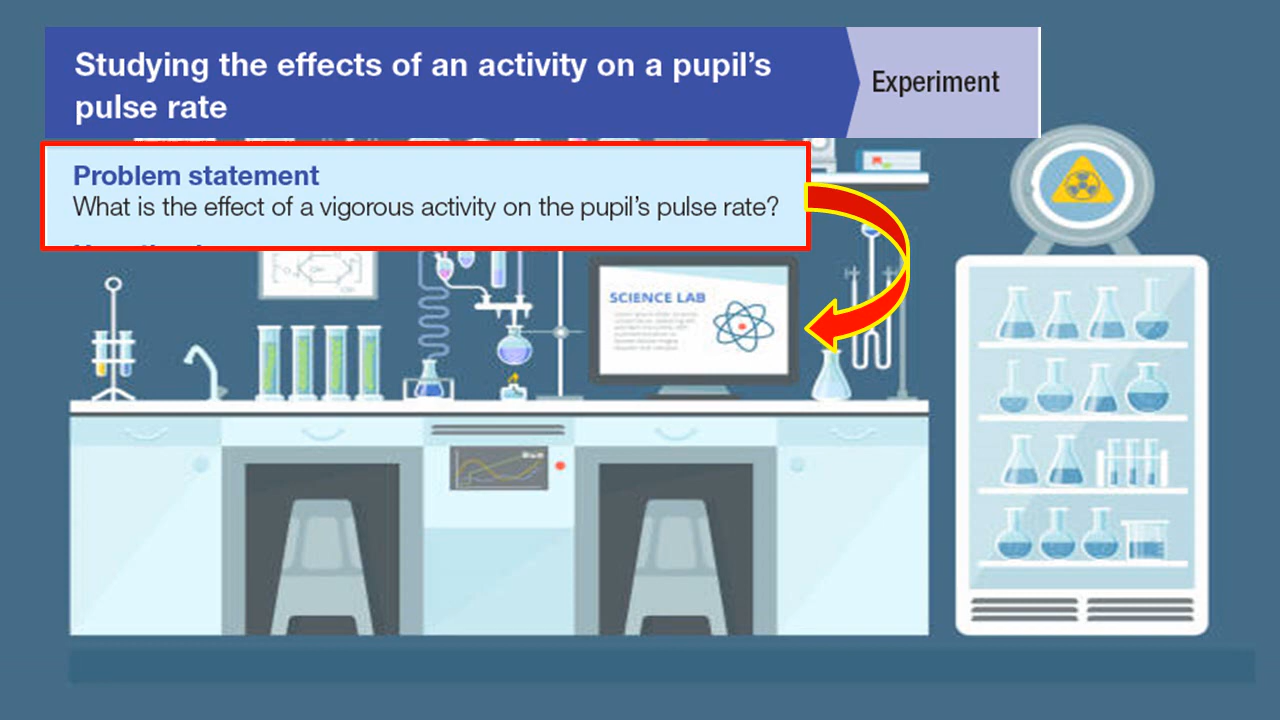 Studying the effects of an activity on a pupil's
pulse rate
Experiment
Problem statement
What is the effect of a vigorous activity on the pupil's pulse rate?
SCIENCE LAB